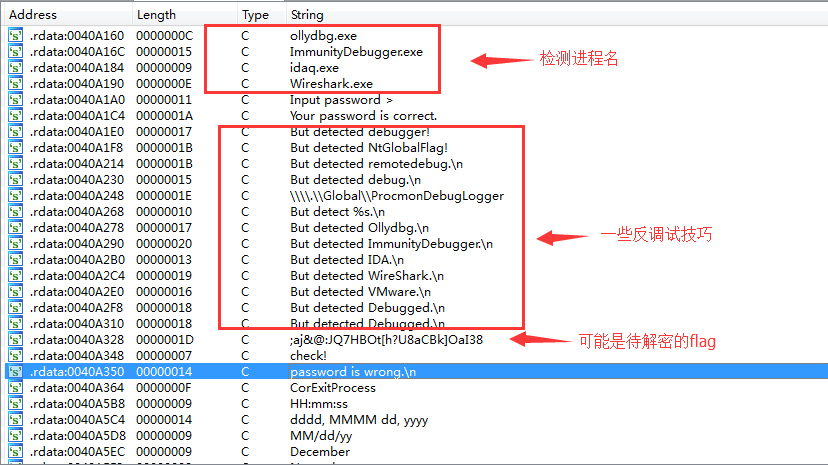 Address Length Type String
's' .rdata:0040A160 0000000C C ollydbg.exe
's' .rdata:0040A16C 00000015 C ImmunityDebugger.exe
检测进程名
's' .rdata:0040A184 00000009 C idaq.exe
's' .rdata:0040A190 0000000E C Wireshark.exe
's' .rdata:0040A1A0 00000011 C Input password >
's' .rdata:0040A1C4 0000001A C Your password is correct.
's' .rdata:0040A1E0 00000017 C But detected debugger!
's' .rdata:0040A1F8 0000001B C But detected NtGlobalFlag!
's' .rdata:0040A214 0000001B C But detected remotedebug.\n
's' .rdata:0040A230 00000015 C But detected debug.\n
's' .rdata:0040A248 0000001E C \\\\.\\Global\\ProcmonDebugLogger
's' .rdata:0040A268 00000010 C But detect %s.\n
's' .rdata:0040A278 00000017 C But detected Ollydbg.\n
一些反调试技巧
's' .rdata:0040A290 00000020 C But detected ImmunityDebugger.\n
's' .rdata:0040A2B0 00000013 C But detected IDA.\n
's' .rdata:0040A2C4 00000019 C But detected WireShark.\n
's' .rdata:0040A2E0 00000016 C But detected VMware.\n
's' .rdata:0040A2F8 00000018 C But detected Debugged.\n
's' .rdata:0040A310 00000018 C But detected Debugged.\n
's' .rdata:0040A328 0000001D C ;aj&@:JQ7HBOt[h?U8aCBk]OaI38
可能是待解密的flag
's' .rdata:0040A348 00000007 C check!
's' .rdata:0040A350 00000014 C password is wrong.\n
's' .rdata:0040A364 0000000F C CorExitProcess
's' .rdata:0040A5B8 00000009 C HH:mm:ss
's' .rdata:0040A5C4 00000014 C dddd, MMMM dd, yyyy
's' .rdata:0040A5D8 00000009 C MM/dd/yy
's' .rdata:0040A5E0 00000009 C December
's' .rdata:0040A5EC 00000009 C November